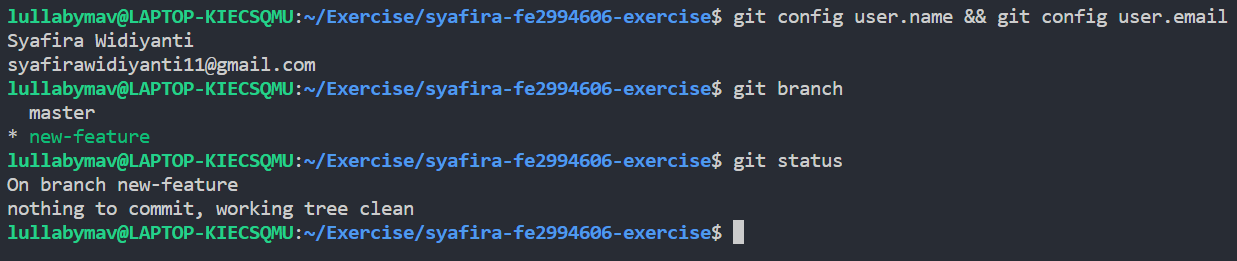 lullabymav@LAPTOP-KIECSQMU:~/Exercise/syafira-fe2994606-exercise$ git config user.name && git config user.email
Syafira Widiyanti
syafirawidiyanti11@gmail.com
lullabymav@LAPTOP-KIECSQMU:~/Exercise/syafira-fe2994606-exercise$ git branch
  master
* new-feature
lullabymav@LAPTOP-KIECSQMU:~/Exercise/syafira-fe2994606-exercise$ git status
On branch new-feature
nothing to commit, working tree clean
lullabymav@LAPTOP-KIECSQMU:~/Exercise/syafira-fe2994606-exercise$